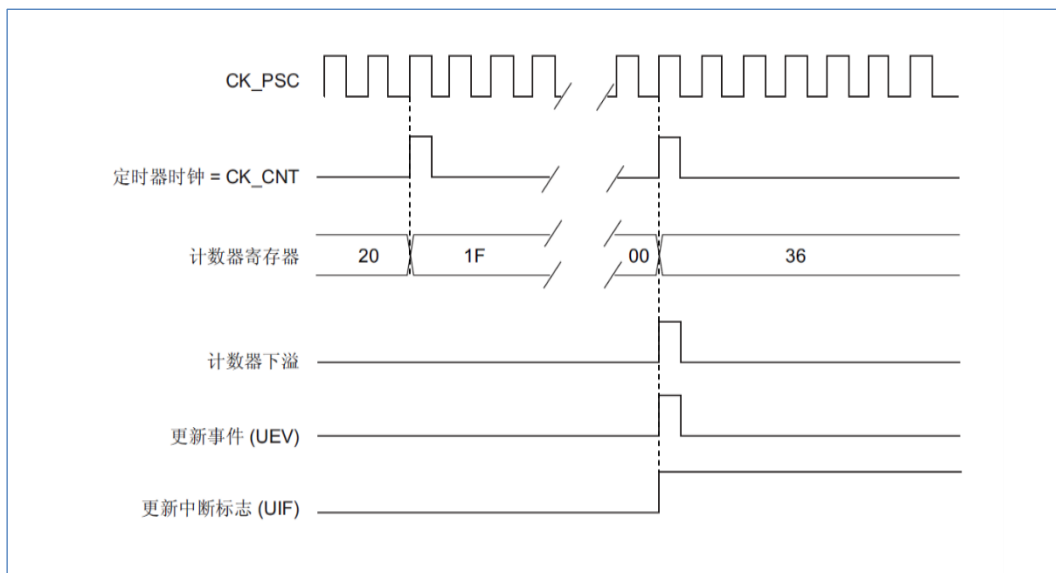 CK_PSC
定时器时钟 = CK_CNT
计数器寄存器 20 1F 00 36
计数器下溢
更新事件 (UEV)
更新中断标志 (UIF)